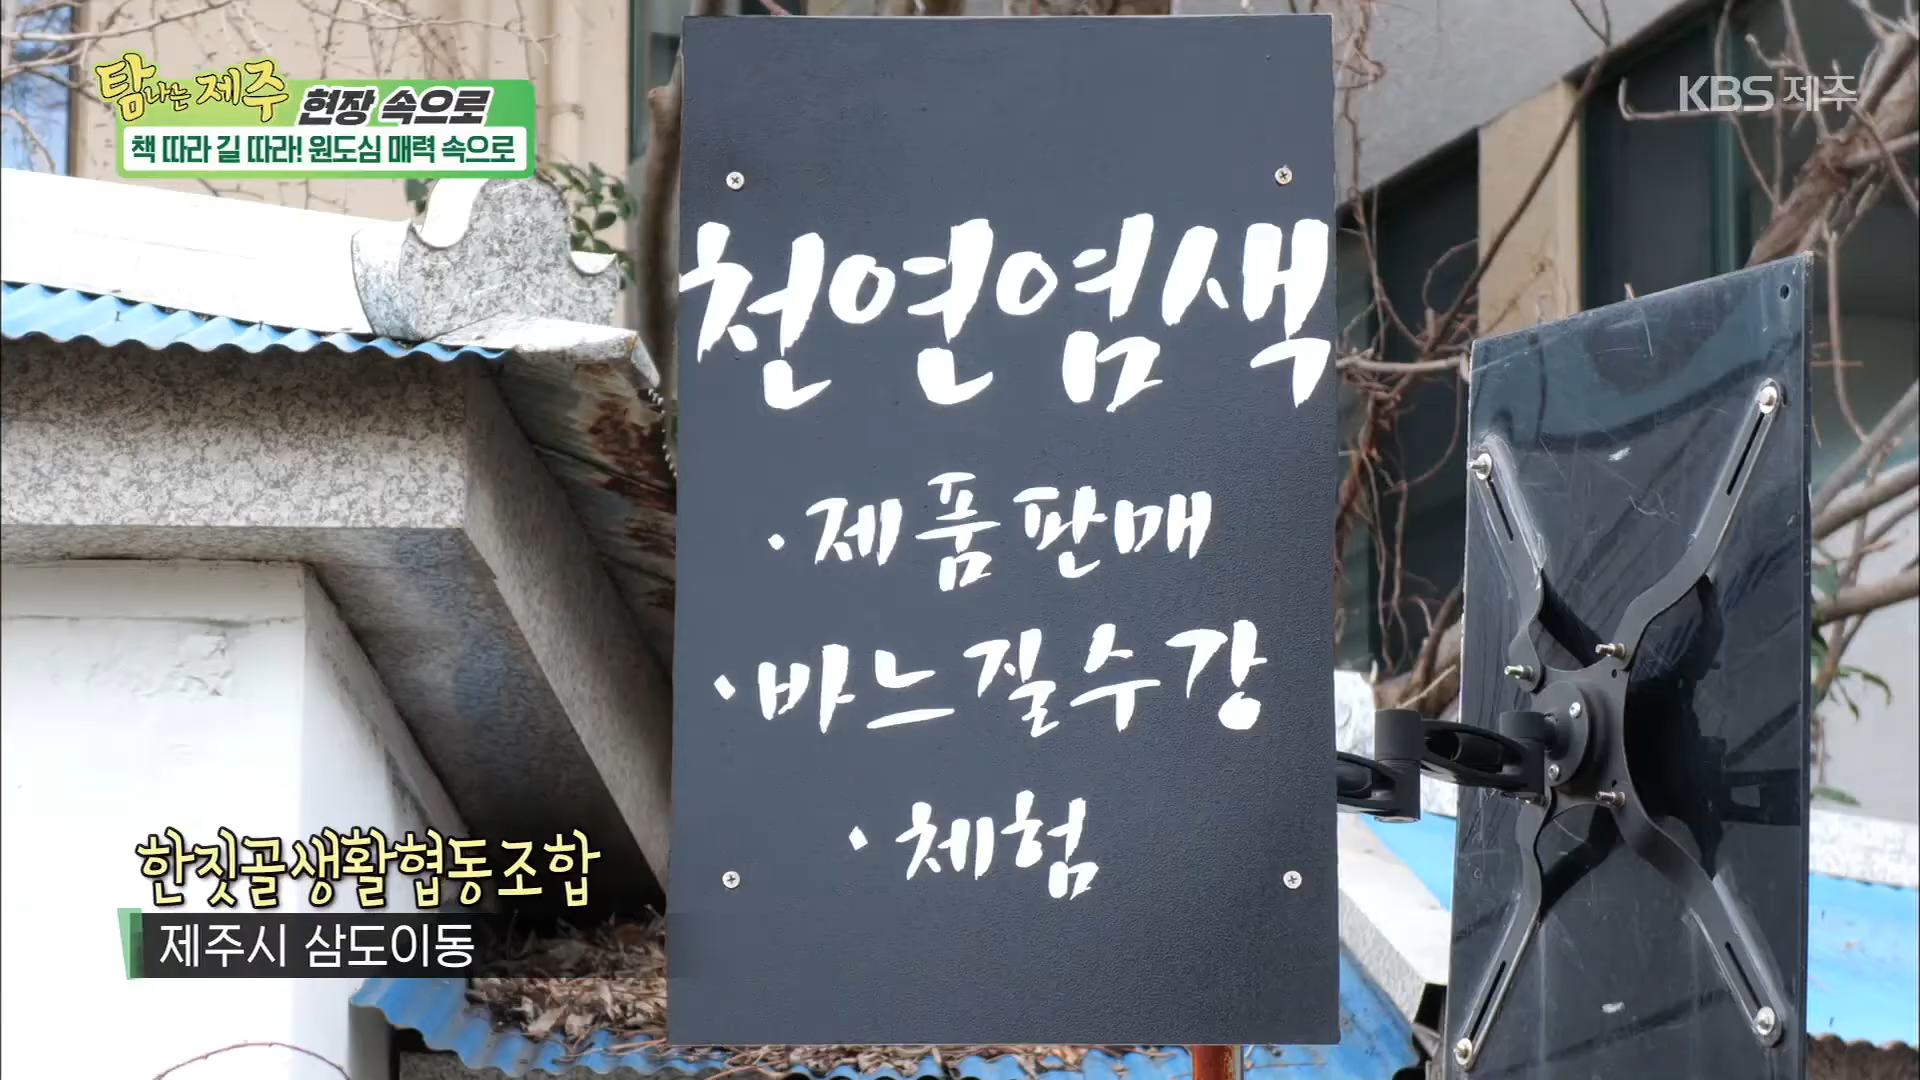 탐나는 제주 현장 속으로
책 따라 길 따라! 원도심 매력 속으로
KBS 제주
천연염색
· 제품판매
· 바느질수강
· 체험
한짓골생활협동조합
제주시 삼도이동